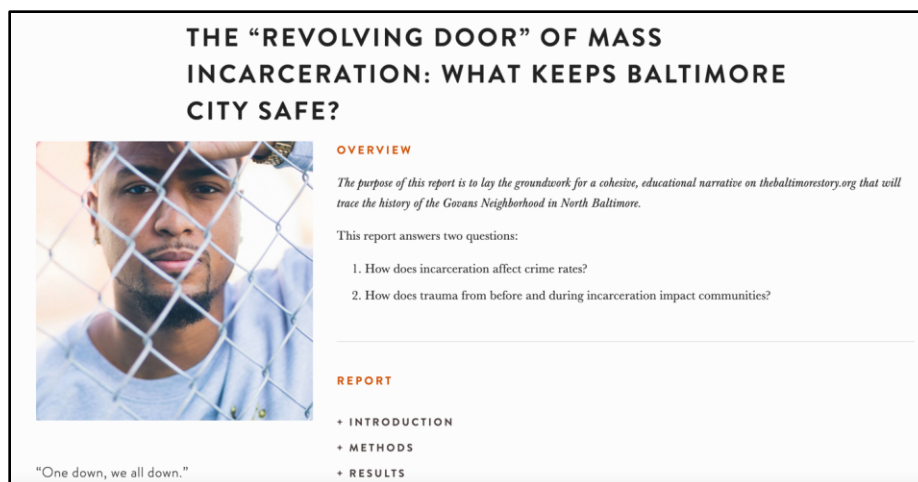 THE “REVOLVING DOOR” OF MASS
INCARCERATION: WHAT KEEPS BALTIMORE
CITY SAFE?
OVERVIEW
The purpose of this report is to lay the groundwork for a cohesive, educational narrative on thebaltimorestory.org that will
trace the history of the Govans Neighborhood in North Baltimore.
This report answers two questions:
1. How does incarceration affect crime rates?
2. How does trauma from before and during incarceration impact communities?
REPORT
+ INTRODUCTION
+ METHODS
+ RESULTS
“One down, we all down.”